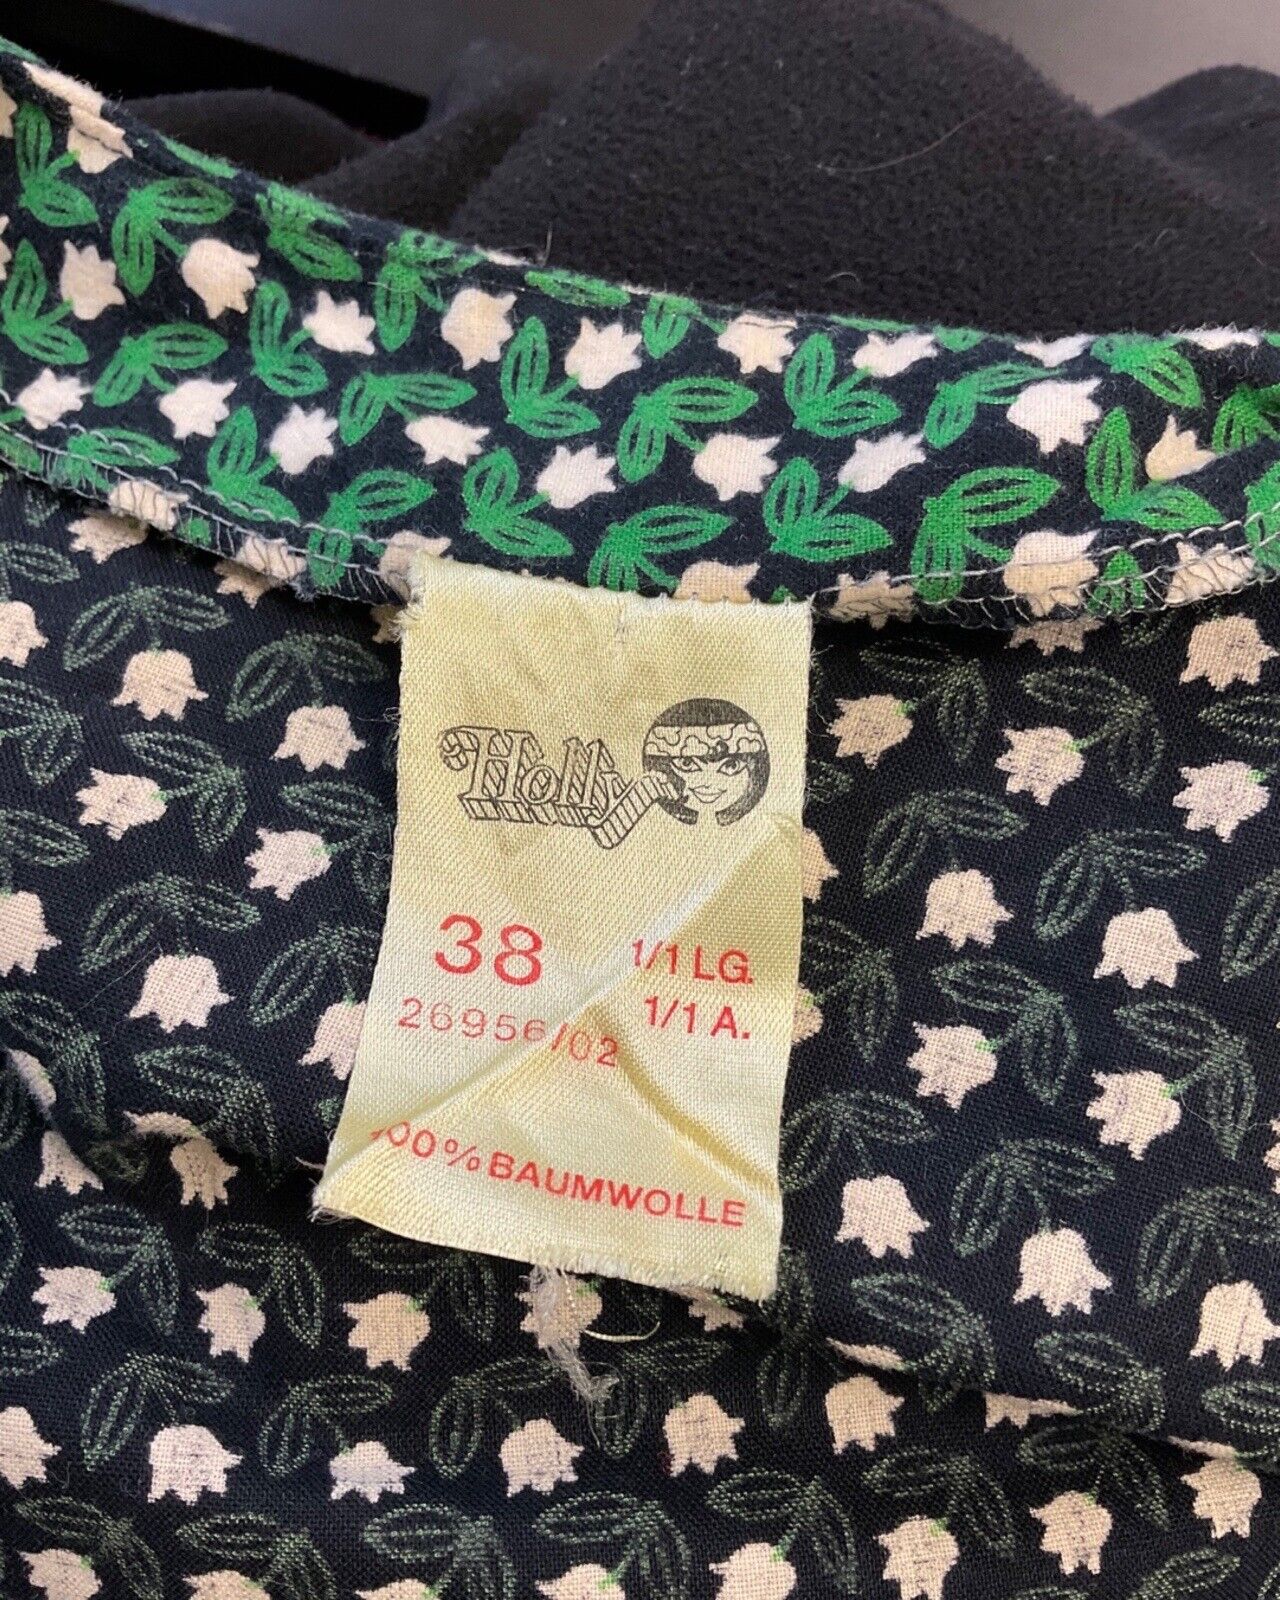 Holly
38 1/1 LG.
26956/02 1/1 A.
100% BAUMWOLLE